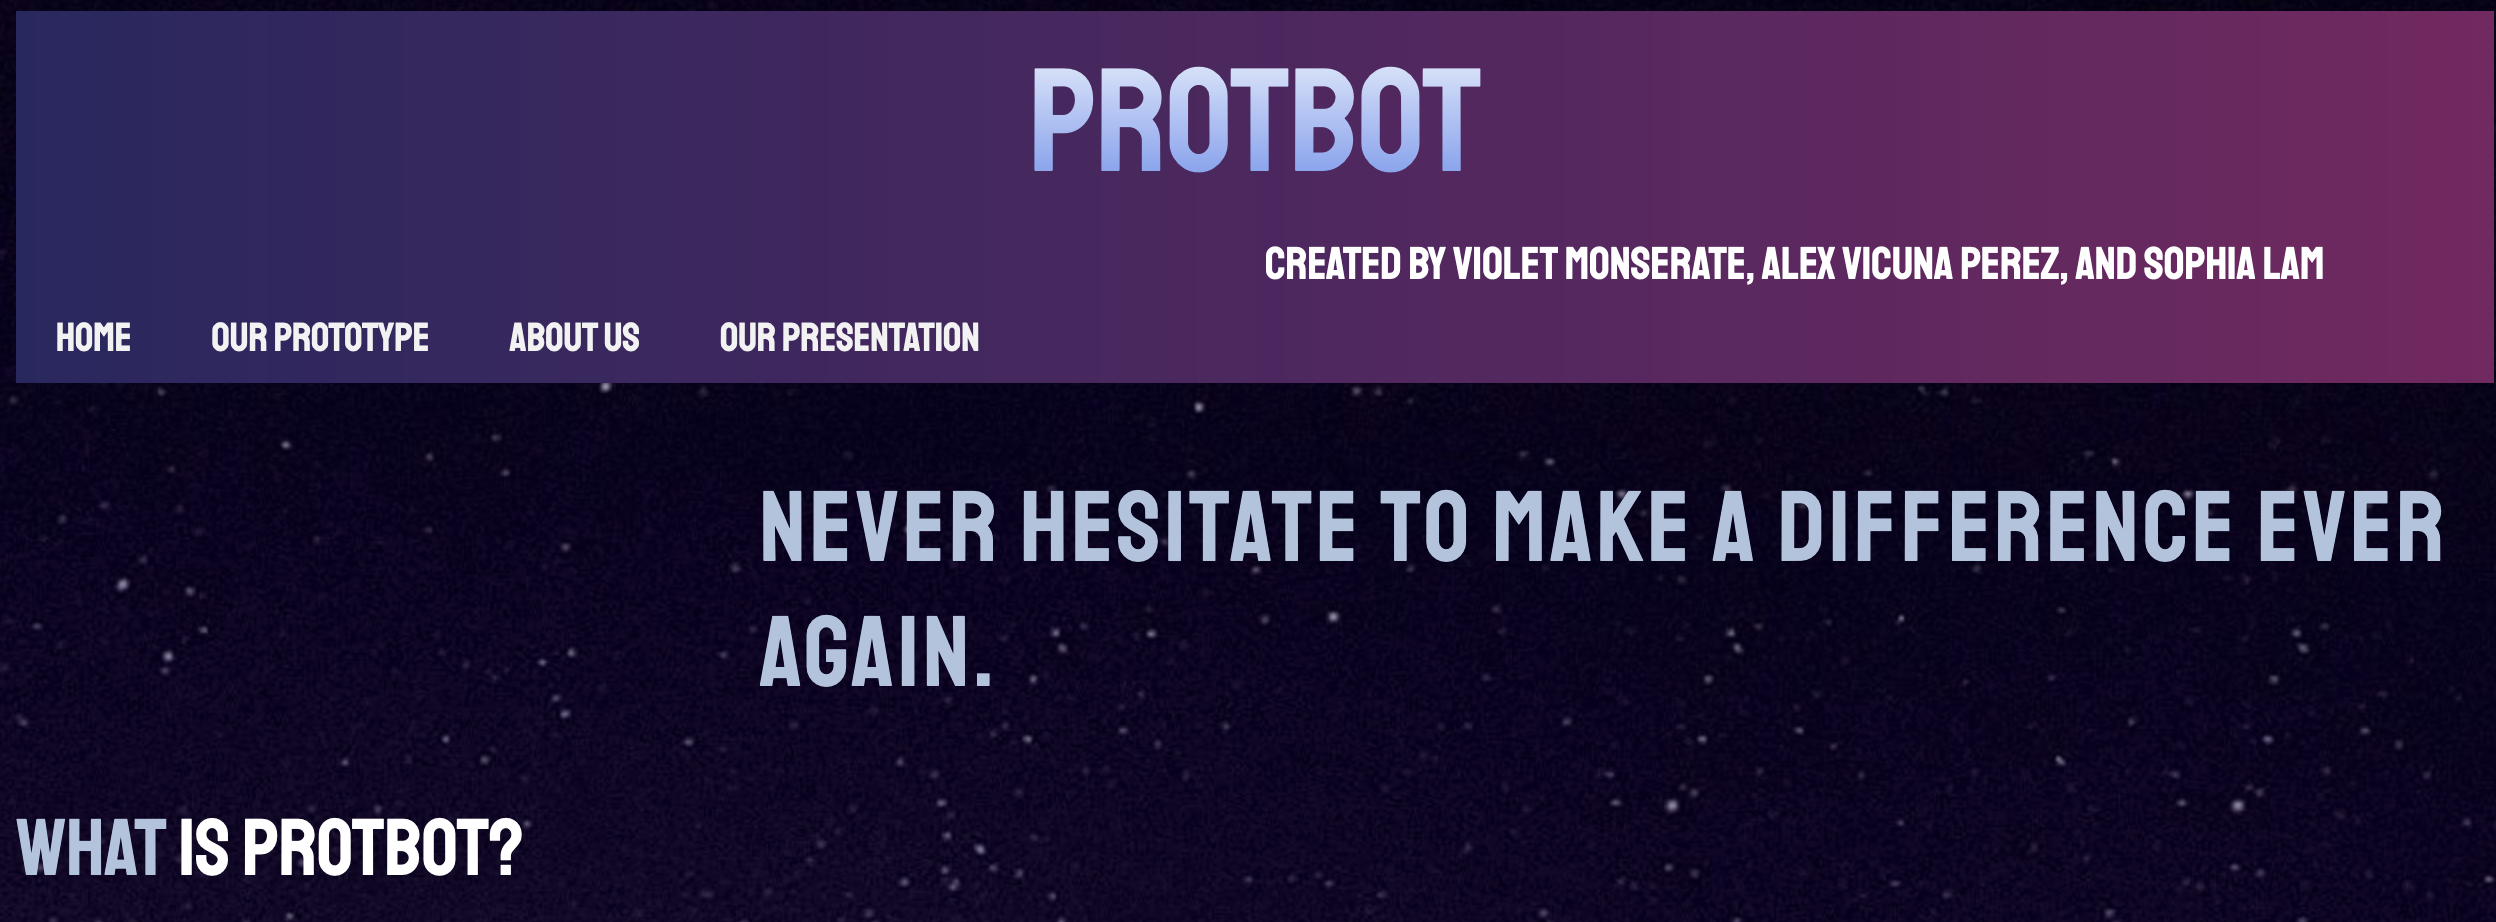 PROTBOT
CREATED BY VIOLET MONSERATE, ALEX VICUNA PEREZ, AND SOPHIA LAM
HOME OUR PROTOTYPE ABOUT US OUR PRESENTATION
NEVER HESITATE TO MAKE A DIFFERENCE EVER
AGAIN.
WHAT IS PROTBOT?